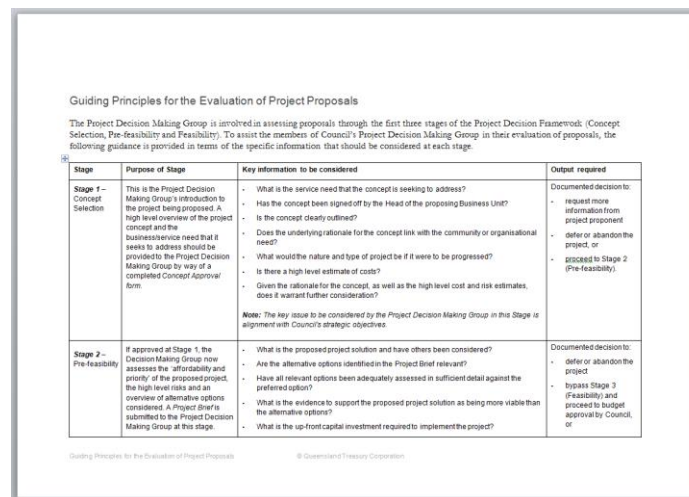 Guiding Principles for the Evaluation of Project Proposals
The Project Decision Making Group is involved in assessing proposals through the first three stages of the Project Decision Framework (Concept
Selection, Pre-feasibility and Feasibility). To assist the members of Council's Project Decision Making Group in their evaluation of proposals, the
following guidance is provided in terms of the specific information that should be considered at each stage.
Stage
Purpose of Stage
Key information to be considered
Output required
Stage 1 –
Concept
Selection
This is the Project Decision
Making Group's introduction to
the project being proposed. A
high level overview of the project
concept and the
business/service need that it
seeks to address should be
provided to the Project Decision
Making Group by way of a
completed Concept Approval
form.
- What is the service need that the concept is seeking to address?
- Has the concept been signed off by the Head of the proposing Business Unit?
- Is the concept clearly outlined?
- Does the underlying rationale for the concept link with the community or organisational
need?
- What would the nature and type of project be if it were to be progressed?
- Is there a high level estimate of costs?
- Given the rationale for the concept, as well as the high level cost and risk estimates,
does it warrant further consideration?
Note: The key issue to be considered by the Project Decision Making Group in this Stage is
alignment with Council's strategic objectives.
Documented decision to:
- request more
information from
project proponent
- defer or abandon the
project, or
- proceed to Stage 2
(Pre-feasibility).
Stage 2 –
Pre-feasibility
If approved at Stage 1, the
Decision Making Group now
assesses the 'affordability and
priority' of the proposed project,
the high level risks and an
overview of alternative options
considered. A Project Brief is
submitted to the Project Decision
Making Group at this stage.
- What is the proposed project solution and have others been considered?
- Are the alternative options identified in the Project Brief relevant?
- Have all relevant options been adequately assessed in sufficient detail against the
preferred option?
- What is the evidence to support the proposed project solution as being more viable than
the alternative options?
- What is the up-front capital investment required to implement the project?
Documented decision to:
- defer or abandon the
project
- bypass Stage 3
(Feasibility) and
proceed to budget
approval by Council,
or
Guiding Principles for the Evaluation of Project Proposals
© Queensland Treasury Corporation